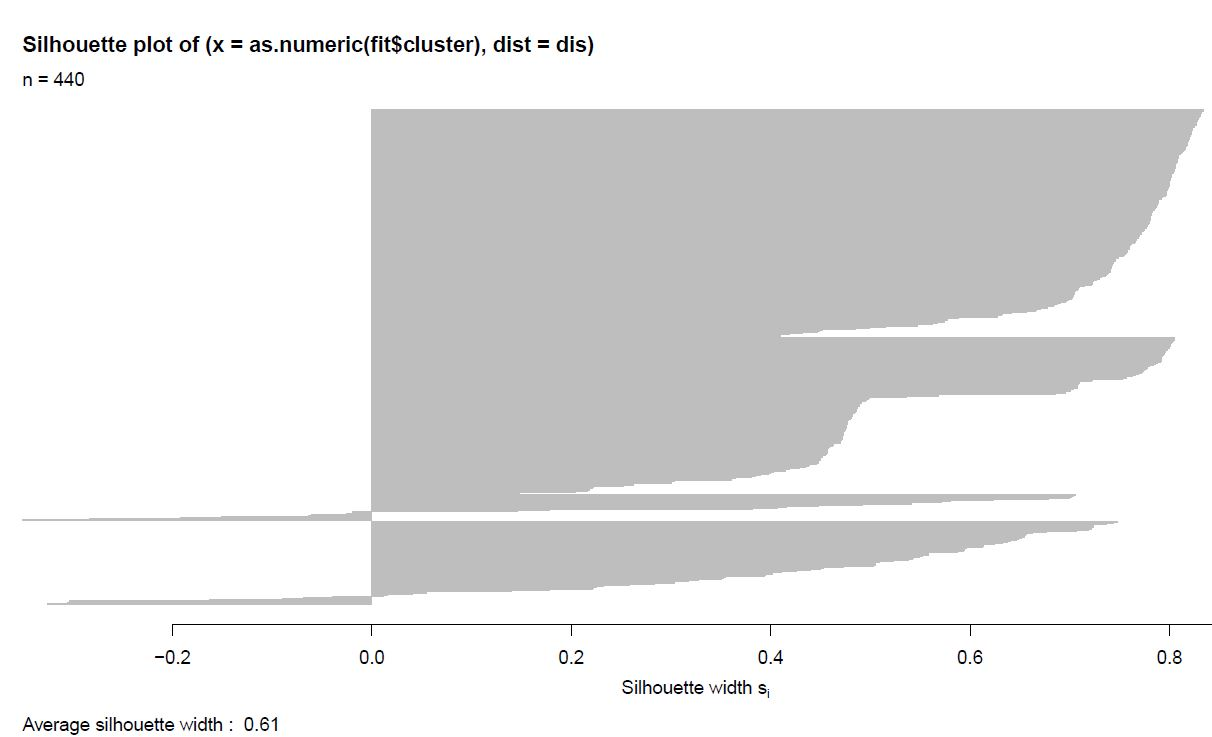 Silhouette plot of (x = as.numeric(fit$cluster), dist = dis)
n = 440
−0.2 0.0 0.2 0.4 0.6 0.8
Silhouette width si
Average silhouette width : 0.61